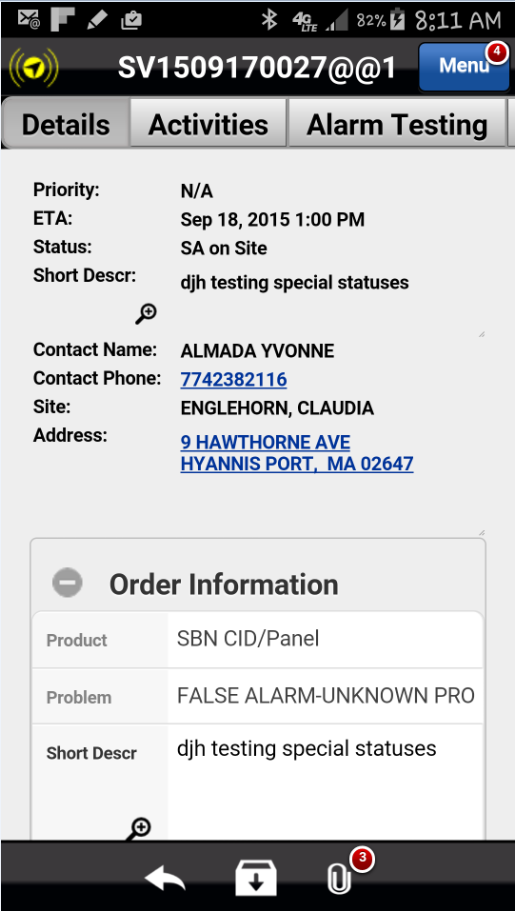 4G LTE 82% 8:11 AM
SV1509170027@@1 Menu 4
Details Activities Alarm Testing
Priority: N/A
ETA: Sep 18, 2015 1:00 PM
Status: SA on Site
Short Descr: djh testing special statuses
Contact Name: ALMADA YVONNE
Contact Phone: 7742382116
Site: ENGLEHORN, CLAUDIA
Address: 9 HAWTHORNE AVE
HYANNIS PORT, MA 02647
Order Information
Product SBN CID/Panel
Problem FALSE ALARM-UNKNOWN PRO
Short Descr djh testing special statuses
3